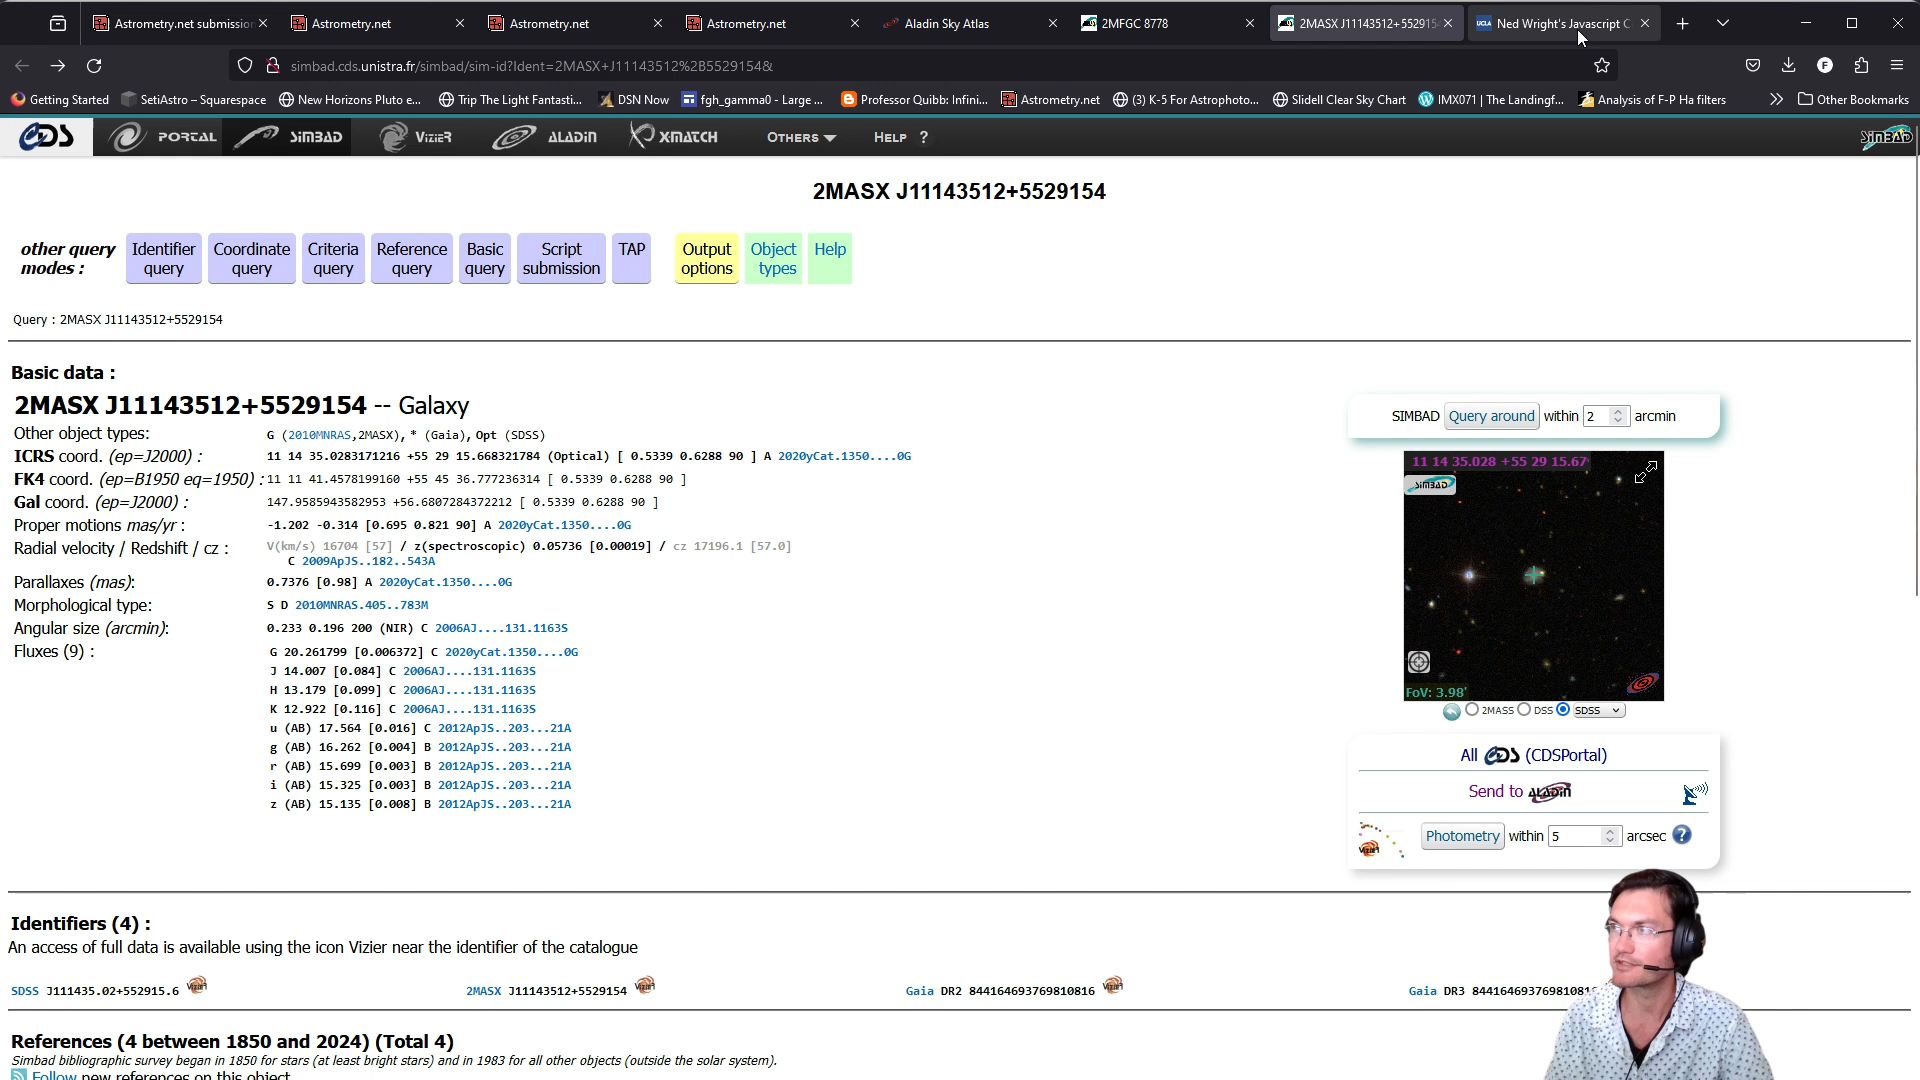 Astrometry.net submission
Astrometry.net
Astrometry.net
Astrometry.net
Aladin Sky Atlas
2MFGC 8778
2MASX J11143512+552915
Ned Wright's Javascript C
simbad.cds.unistra.fr/simbad/sim-id?Ident=2MASX+J11143512%2B5529154&
F
Getting Started
SetiAstro – Squarespace
New Horizons Pluto e...
Trip The Light Fantasti...
DSN Now
fgh_gamma0 - Large ...
Professor Quibb: Infini...
Astrometry.net
(3) K-5 For Astrophoto...
Slidell Clear Sky Chart
IMX071 | The Landingf...
Analysis of F-P Ha filters
Other Bookmarks
CDS
PORTAL
SIMBAD
VizieR
ALADIN
XMATCH
OTHERS
HELP ?
SIMBAD
2MASX J11143512+5529154
other query modes :
Identifier query
Coordinate query
Criteria query
Reference query
Basic query
Script submission
TAP
Output options
Object types
Help
Query : 2MASX J11143512+5529154
Basic data :
2MASX J11143512+5529154 -- Galaxy
Other object types: G (2010MNRAS,2MASX), * (Gaia), Opt (SDSS)
ICRS coord. (ep=J2000) : 11 14 35.0283171216 +55 29 15.668321784 (Optical) [ 0.5339 0.6288 90 ] A 2020yCat.1350....0G
FK4 coord. (ep=B1950 eq=1950) : 11 11 41.4578199160 +55 45 36.777236314 [ 0.5339 0.6288 90 ]
Gal coord. (ep=J2000) : 147.9585943582953 +56.6807284372212 [ 0.5339 0.6288 90 ]
Proper motions mas/yr : -1.202 -0.314 [0.695 0.821 90] A 2020yCat.1350....0G
Radial velocity / Redshift / cz : V(km/s) 16704 [57] / z(spectroscopic) 0.05736 [0.00019] / cz 17196.1 [57.0]
C 2009ApJS..182..543A
Parallaxes (mas): 0.7376 [0.98] A 2020yCat.1350....0G
Morphological type: S D 2010MNRAS.405..783M
Angular size (arcmin): 0.233 0.196 200 (NIR) C 2006AJ....131.1163S
Fluxes (9) : G 20.261799 [0.006372] C 2020yCat.1350....0G
J 14.007 [0.084] C 2006AJ....131.1163S
H 13.179 [0.099] C 2006AJ....131.1163S
K 12.922 [0.116] C 2006AJ....131.1163S
u (AB) 17.564 [0.016] C 2012ApJS..203...21A
g (AB) 16.262 [0.004] B 2012ApJS..203...21A
r (AB) 15.699 [0.003] B 2012ApJS..203...21A
i (AB) 15.325 [0.003] B 2012ApJS..203...21A
z (AB) 15.135 [0.008] B 2012ApJS..203...21A
SIMBAD Query around within 2 arcmin
11 14 35.028 +55 29 15.67
SIMBAD
FoV: 3.98'
2MASS DSS SDSS
All CDS (CDSPortal)
Send to ALADIN
Photometry within 5 arcsec ?
Identifiers (4) :
An access of full data is available using the icon Vizier near the identifier of the catalogue
SDSS J111435.02+552915.6
2MASX J11143512+5529154
Gaia DR2 844164693769810816
Gaia DR3 84416469376981081
References (4 between 1850 and 2024) (Total 4)
Simbad bibliographic survey began in 1850 for stars (at least bright stars) and in 1983 for all other objects (outside the solar system).
Follow new references on this object